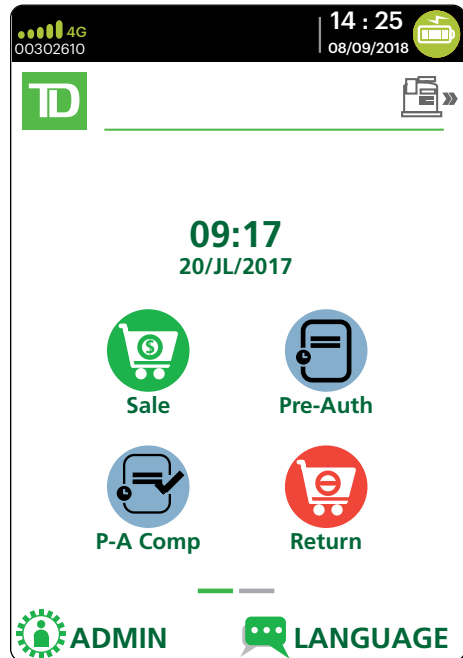 4G
14 : 25
00302610
08/09/2018
TD
09:17
20/JL/2017
Sale
Pre-Auth
P-A Comp
Return
ADMIN
LANGUAGE